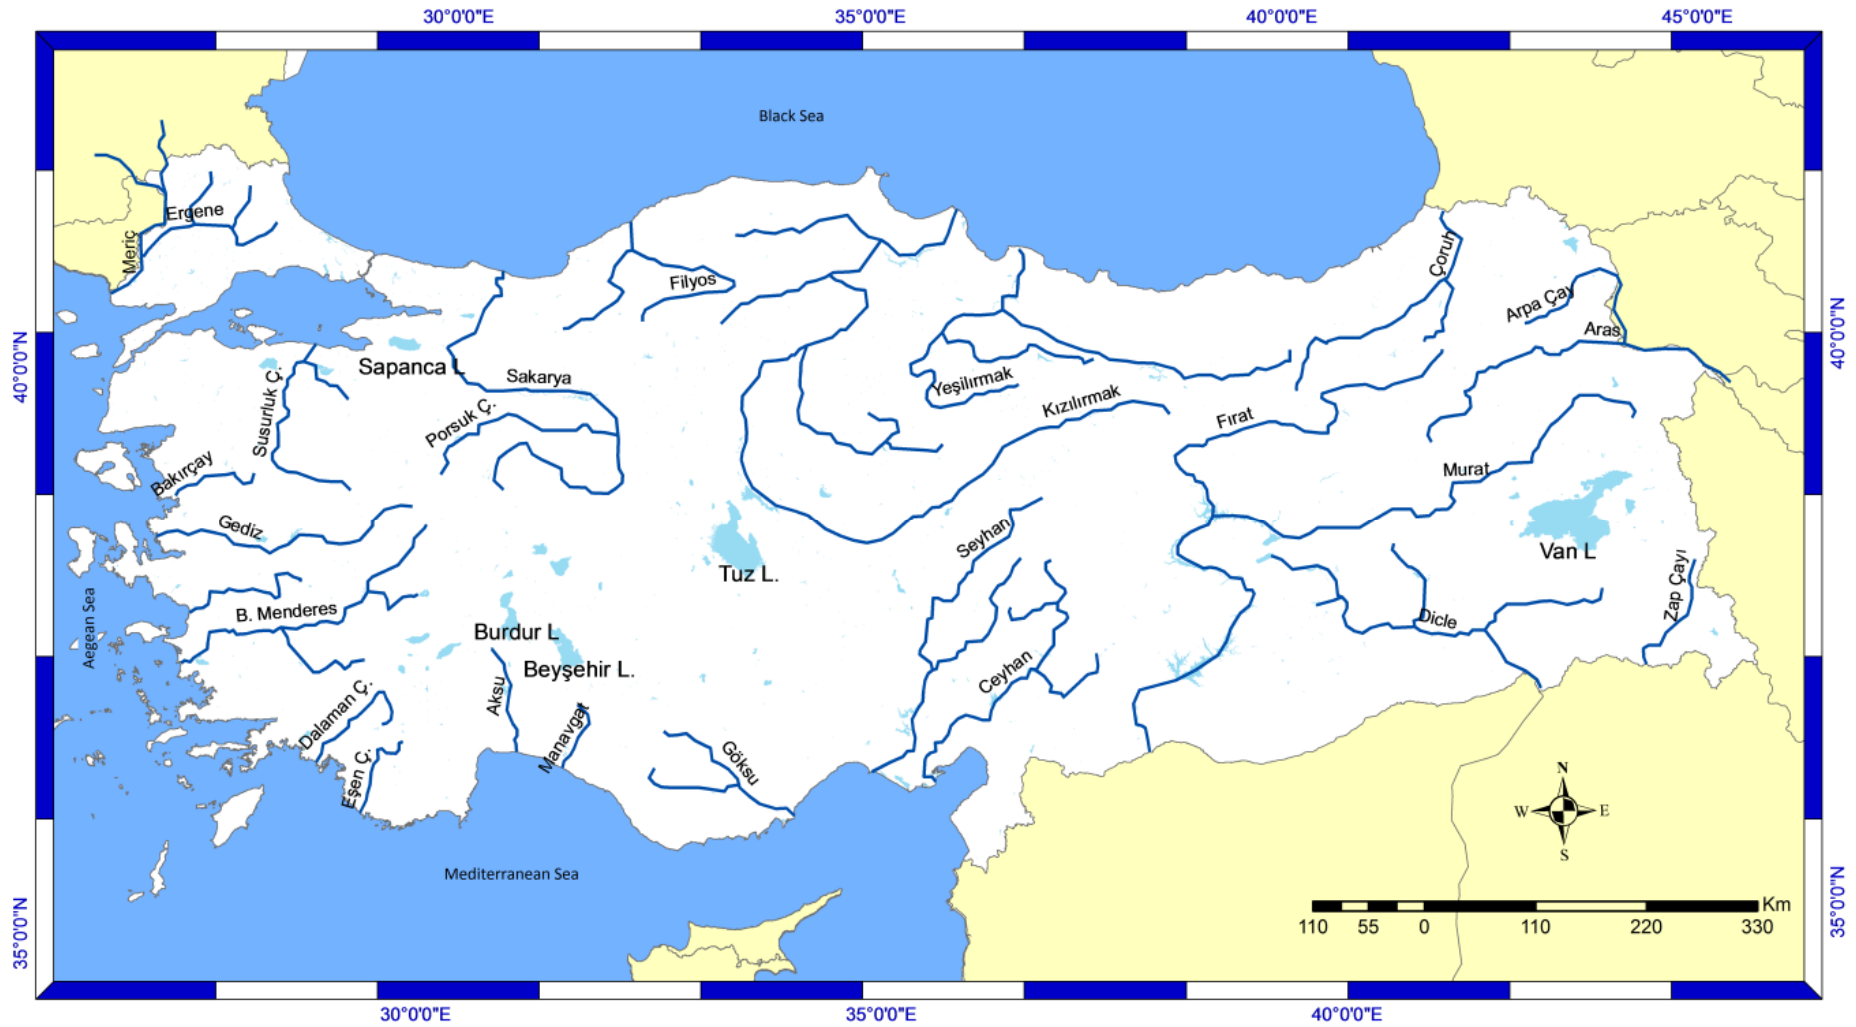 30°0'0"E
35°0'0"E
40°0'0"E
45°0'0"E
Black Sea
Ergene
Meriç
Çoruh
Filyos
Arpa Çay
Aras
40°0'0"N
40°0'0"N
Sapanca L
Sakarya
Yeşilırmak
Kızılırmak
Susurluk Ç.
Porsuk Ç.
Fırat
Bakırçay
Murat
Gediz
Seyhan
Van L
Tuz L.
Zap Çayı
Aegean Sea
B. Menderes
Dicle
Burdur L
Beyşehir L.
Ceyhan
Aksu
Dalaman Ç.
Manavgat
Göksu
Eşen Ç.
N
W
E
S
Mediterranean Sea
35°0'0"N
35°0'0"N
Km
110 55 0 110 220 330
30°0'0"E
35°0'0"E
40°0'0"E